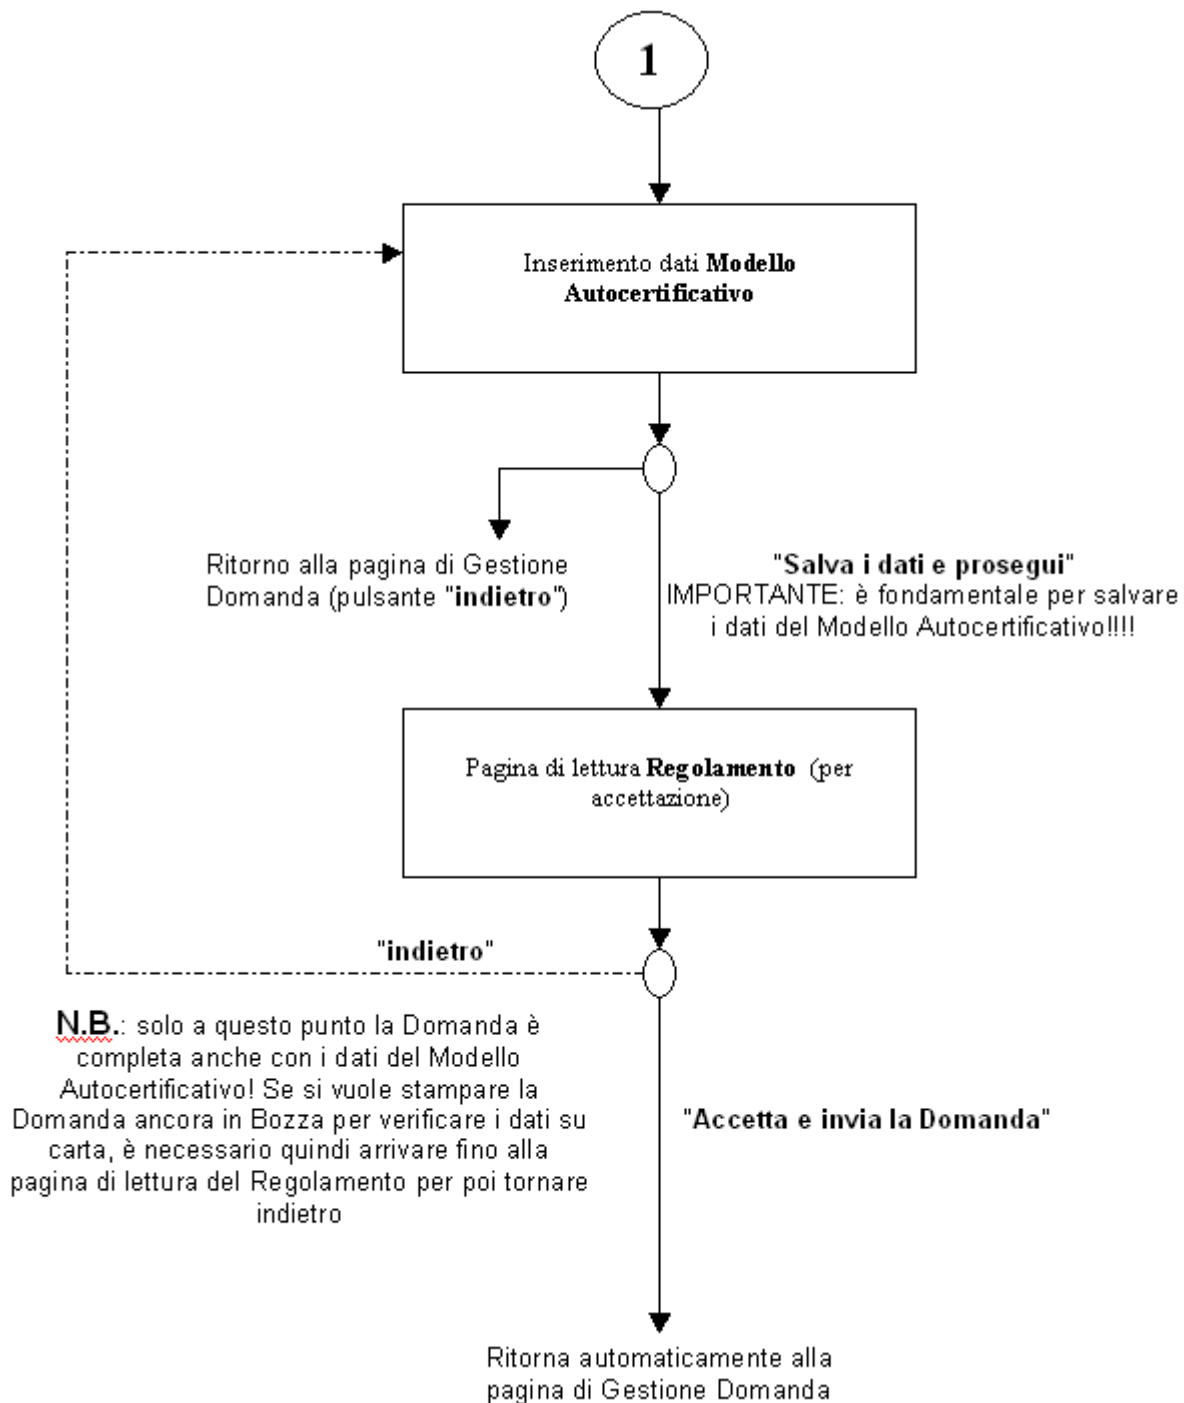 1
Inserimento dati Modello
Autocertificativo
Ritorno alla pagina di Gestione
Domanda (pulsante "indietro")
"Salva i dati e prosegui"
IMPORTANTE: è fondamentale per salvare
i dati del Modello Autocertificativo!!!!
Pagina di lettura Regolamento (per
accettazione)
"indietro"
N.B.: solo a questo punto la Domanda è
completa anche con i dati del Modello
Autocertificativo! Se si vuole stampare la
Domanda ancora in Bozza per verificare i dati su
carta, è necessario quindi arrivare fino alla
pagina di lettura del Regolamento per poi tornare
indietro
"Accetta e invia la Domanda"
Ritorna automaticamente alla
pagina di Gestione Domanda